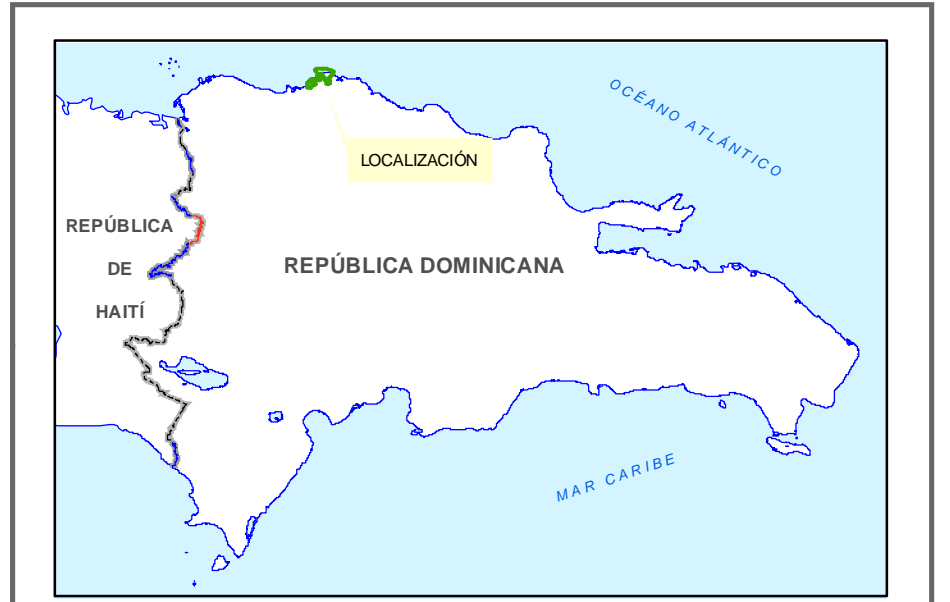 OCÉANO ATLÁNTICO
LOCALIZACIÓN
REPÚBLICA
DE
HAITÍ
REPÚBLICA DOMINICANA
MAR CARIBE